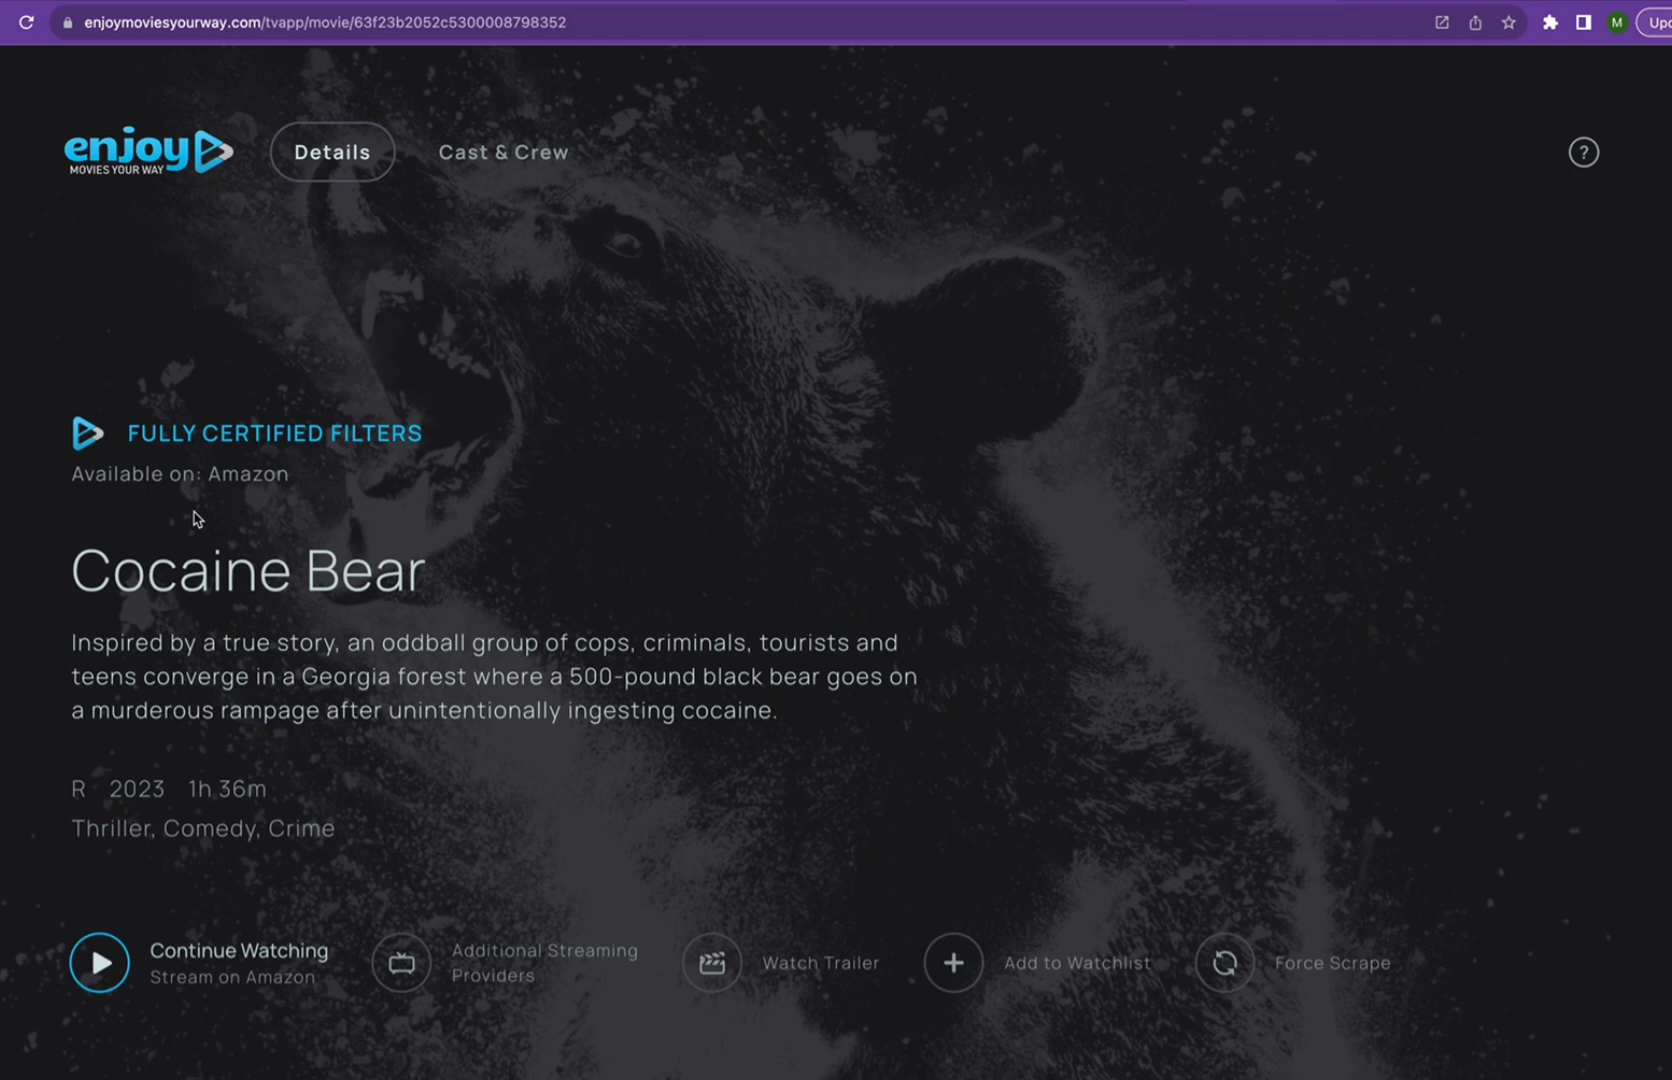 enjoymoviesyourway.com/tvapp/movie/63f23b2052c5300008798352
M
enjoy
MOVIES YOUR WAY
Details
Cast & Crew
?
FULLY CERTIFIED FILTERS
Available on: Amazon
Cocaine Bear
Inspired by a true story, an oddball group of cops, criminals, tourists and
teens converge in a Georgia forest where a 500-pound black bear goes on
a murderous rampage after unintentionally ingesting cocaine.
R 2023 1h 36m
Thriller, Comedy, Crime
Continue Watching
Stream on Amazon
Additional Streaming
Providers
Watch Trailer
Add to Watchlist
Force Scrape